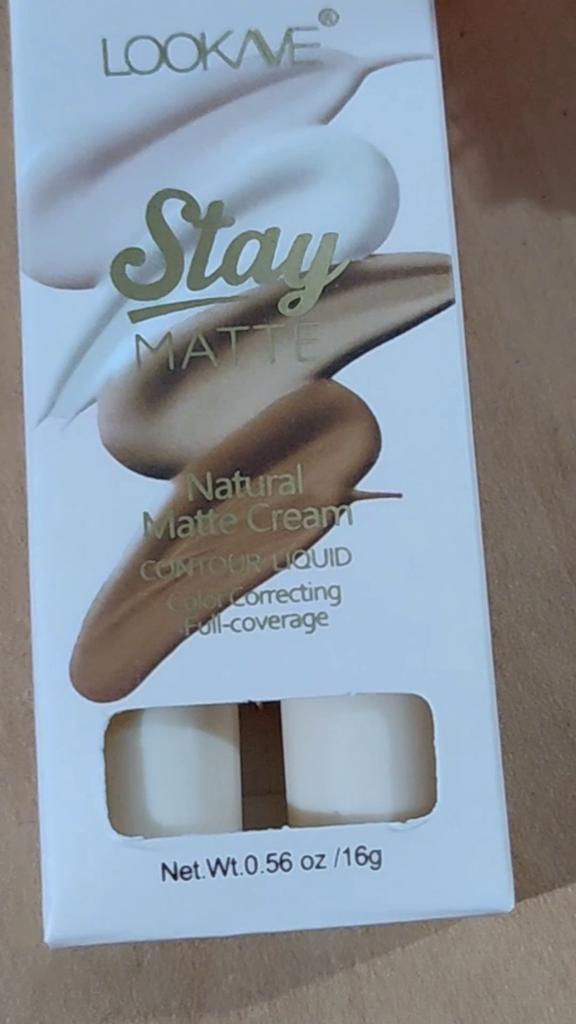 LOOKAVE®
Stay
MATTE
Natural
Matte Cream
CONTOUR LIQUID
Color Correcting
Full-coverage
Net.Wt.0.56 oz /16g